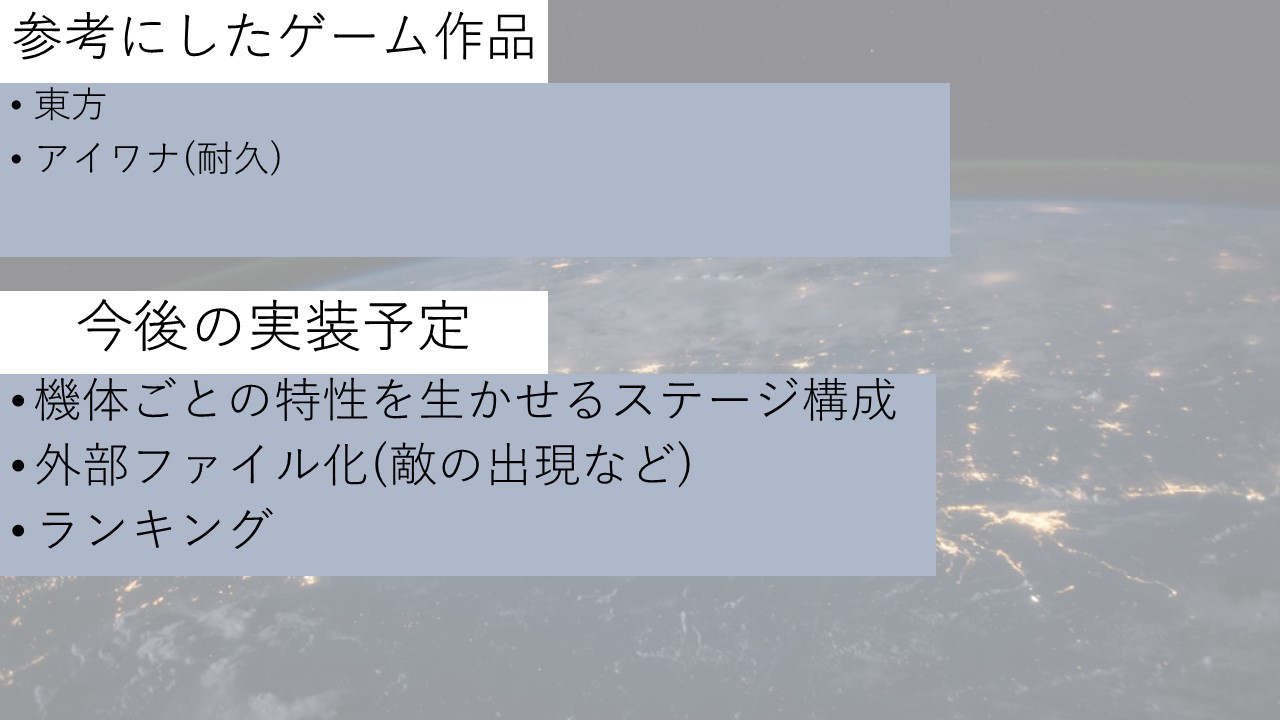 参考にしたゲーム作品
• 東方
• アイワナ(耐久)
今後の実装予定
• 機体ごとの特性を生かせるステージ構成
• 外部ファイル化(敵の出現など)
• ランキング